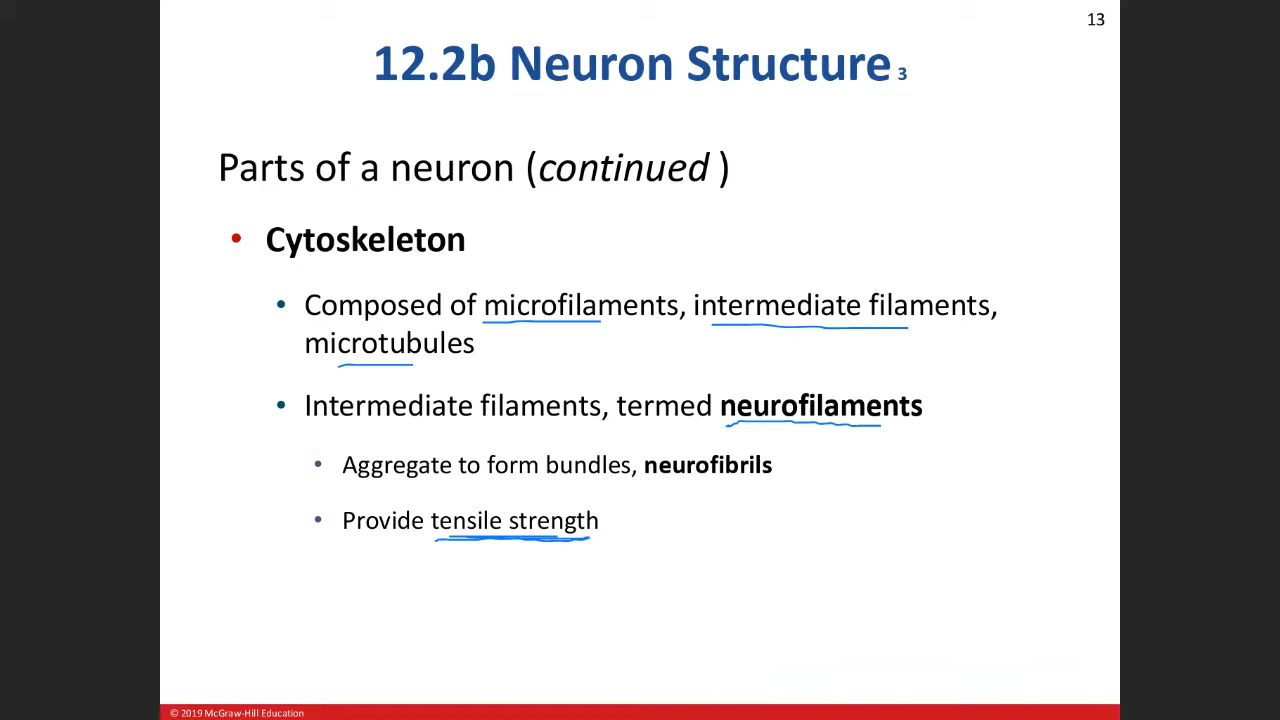 13
12.2b Neuron Structure 3
Parts of a neuron (continued )
• Cytoskeleton
• Composed of microfilaments, intermediate filaments,
microtubules
• Intermediate filaments, termed neurofilaments
• Aggregate to form bundles, neurofibrils
• Provide tensile strength
© 2019 McGraw-Hill Education